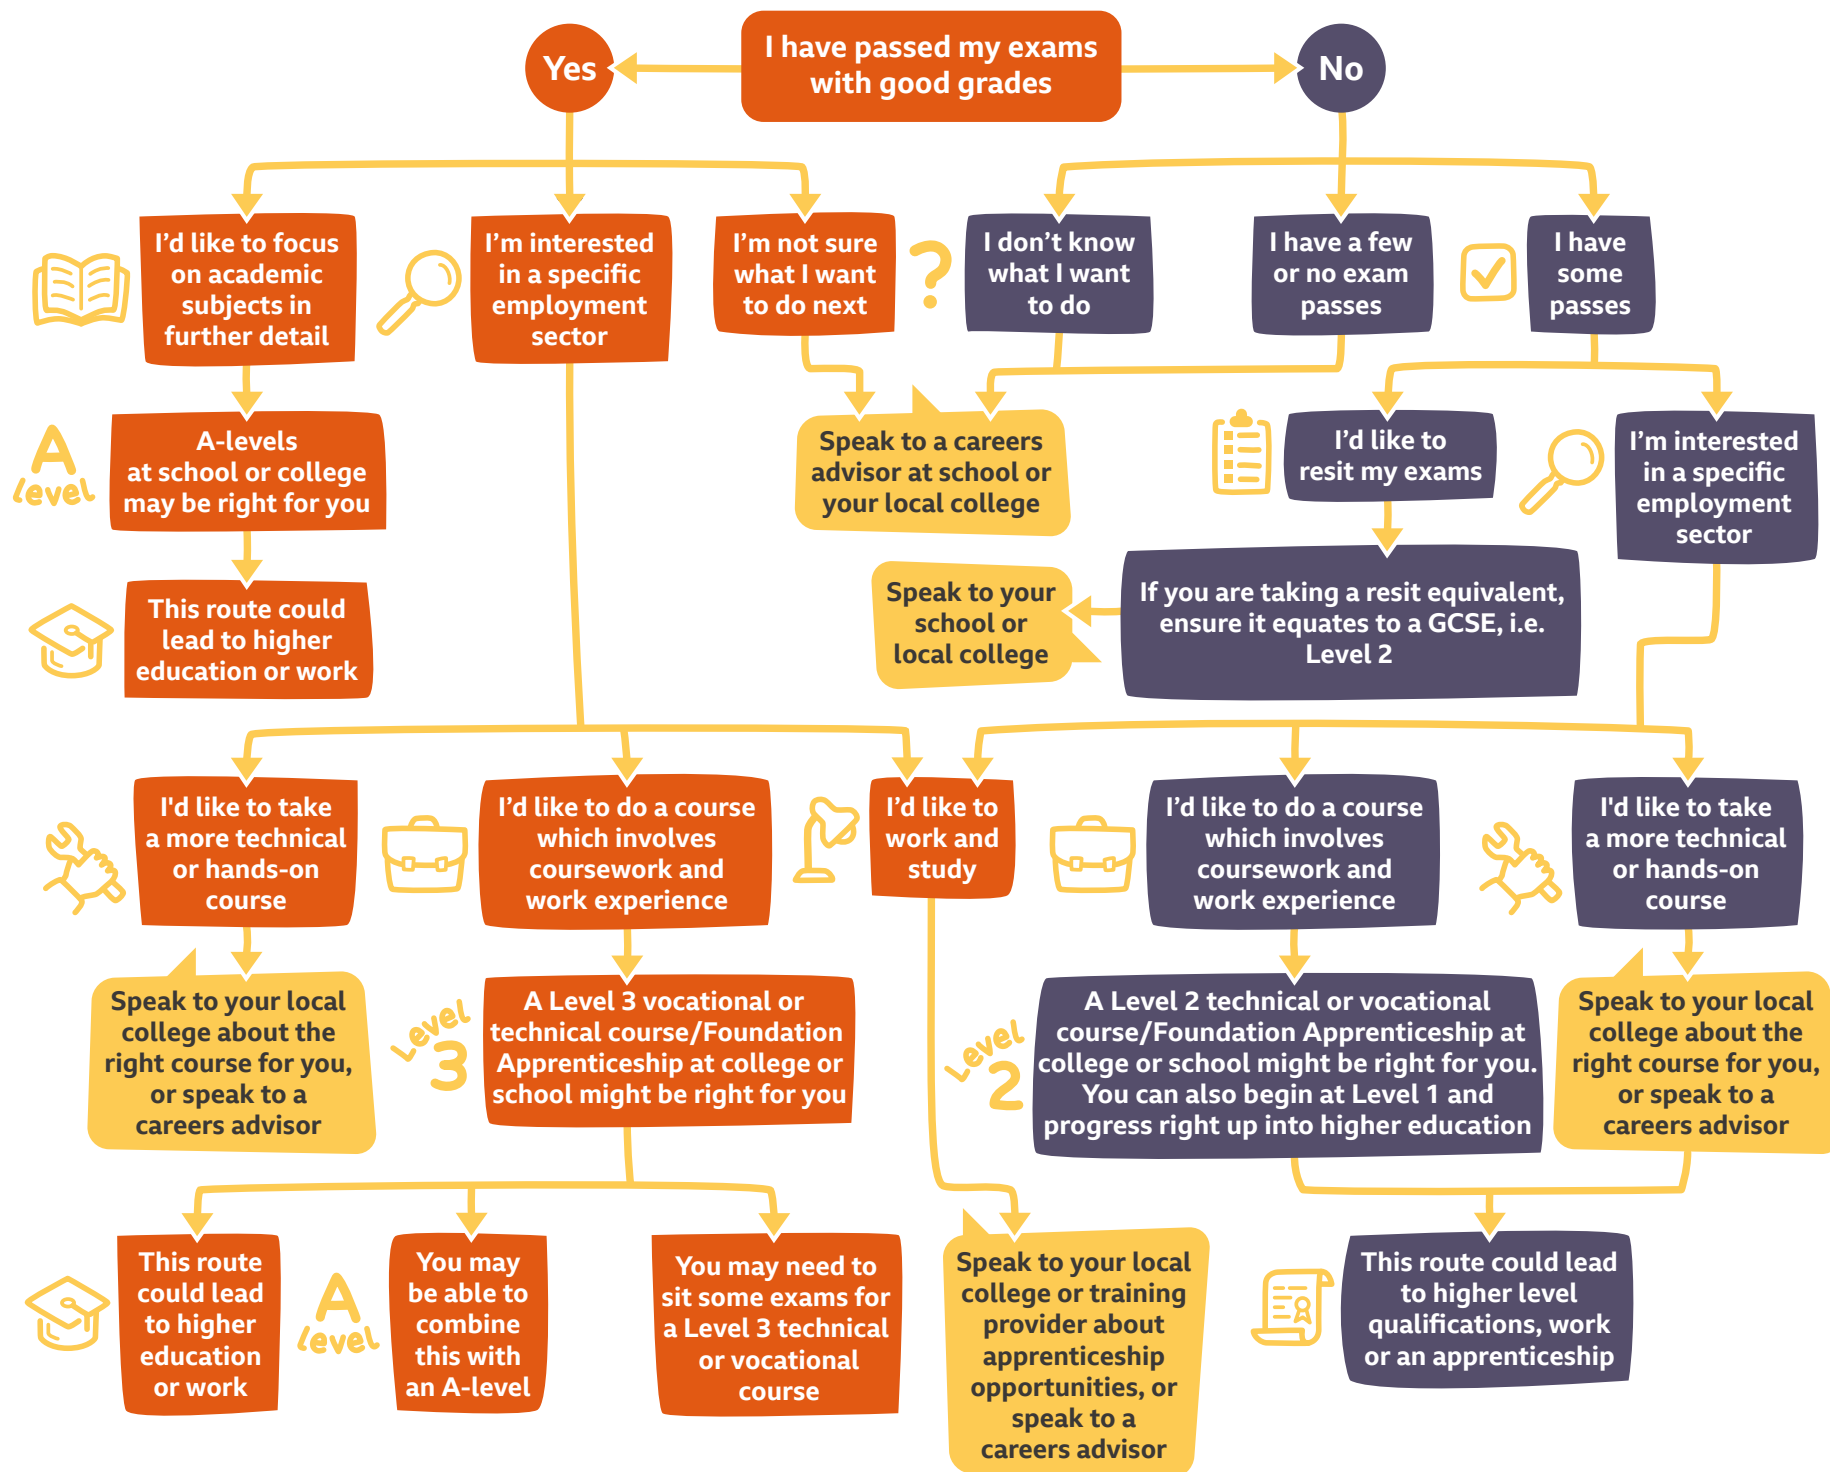 I have passed my exams
with good grades
Yes
No
I'd like to focus
on academic
subjects in
further detail
I'm interested
in a specific
employment
sector
I'm not sure
what I want
to do next
?
I don't know
what I want
to do
I have a few
or no exam
passes
I have
some
passes
A
level
A-levels
at school or college
may be right for you
Speak to a careers
advisor at school or
your local college
I'd like to
resit my exams
I'm interested
in a specific
employment
sector
This route could
lead to higher
education or work
Speak to your
school or
local college
If you are taking a resit equivalent,
ensure it equates to a GCSE, i.e.
Level 2
I'd like to take
a more technical
or hands-on
course
I'd like to do a course
which involves
coursework and
work experience
I'd like to
work and
study
I'd like to do a course
which involves
coursework and
work experience
I'd like to take
a more technical
or hands-on
course
Speak to your local
college about the
right course for you,
or speak to a
careers advisor
Level
3
A Level 3 vocational or
technical course/Foundation
Apprenticeship at college or
school might be right for you
Level
2
A Level 2 technical or vocational
course/Foundation Apprenticeship at
college or school might be right for you.
You can also begin at Level 1 and
progress right up into higher education
Speak to your local
college about the
right course for you,
or speak to a
careers advisor
This route
could lead
to higher
education
or work
A
level
You may
be able to
combine
this with
an A-level
You may need to
sit some exams for
a Level 3 technical
or vocational
course
Speak to your local
college or training
provider about
apprenticeship
opportunities, or
speak to a
careers advisor
This route could lead
to higher level
qualifications, work
or an apprenticeship